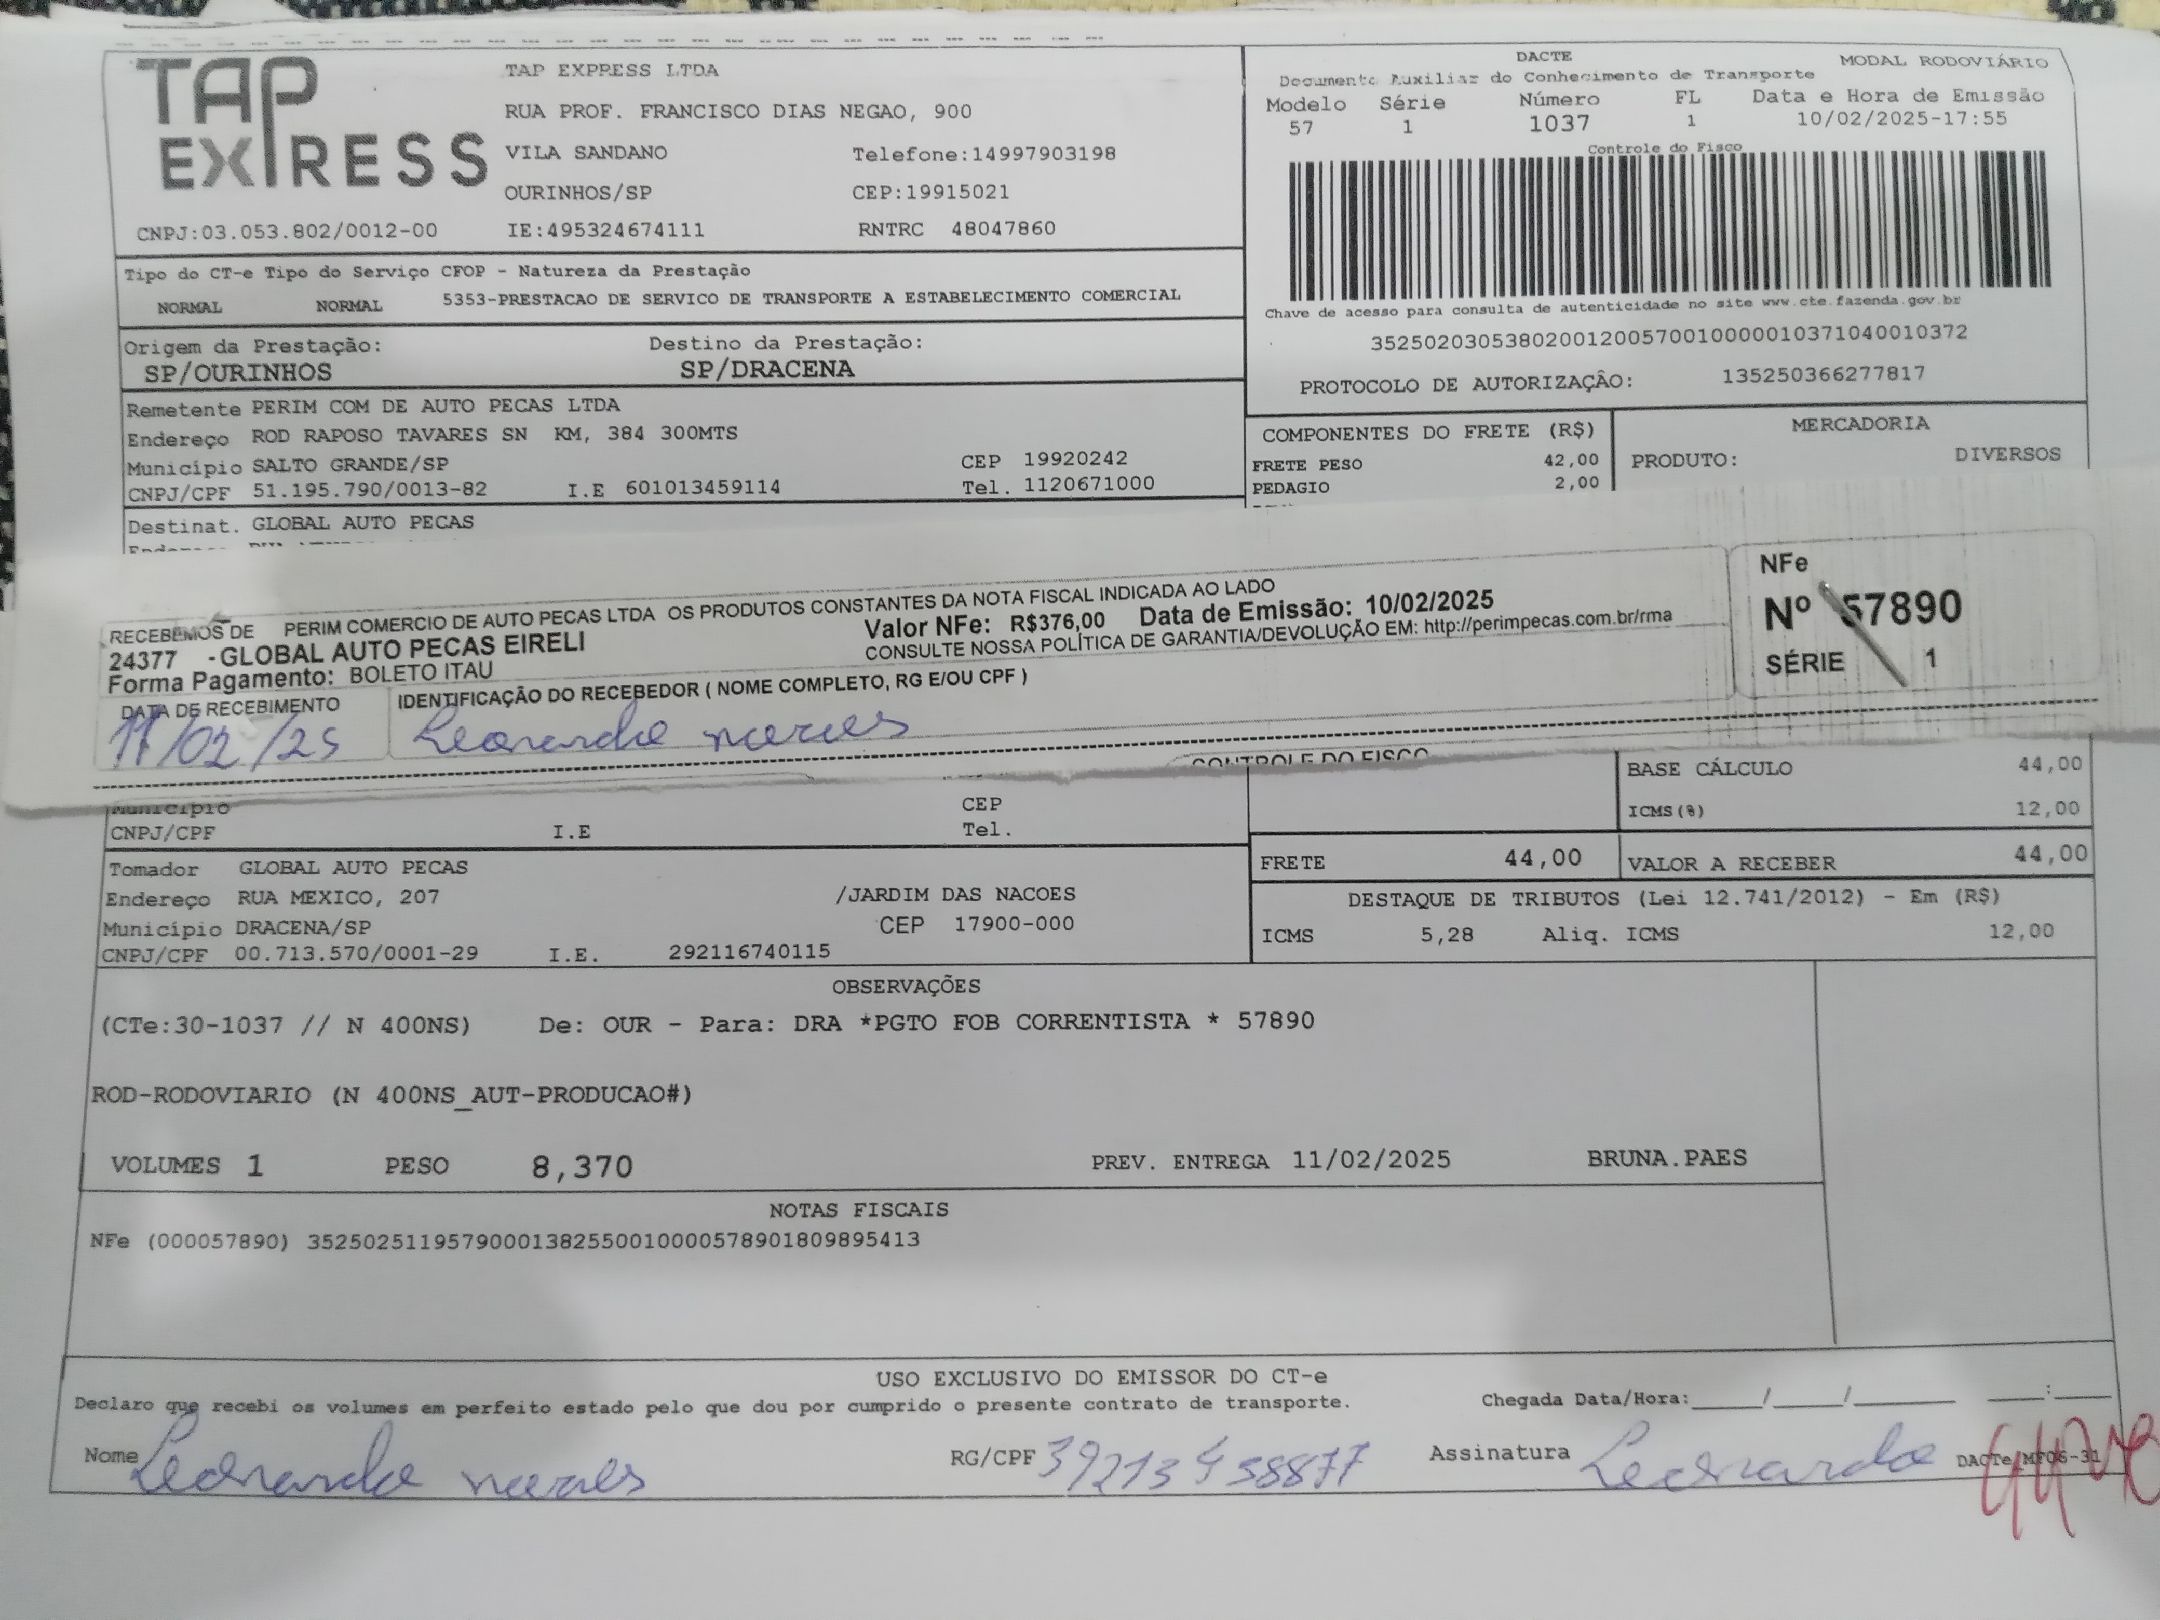 TAP EXPRESS
TAP EXPRESS LTDA
RUA PROF. FRANCISCO DIAS NEGAO, 900
VILA SANDANO Telefone:14997903198
OURINHOS/SP CEP:19915021
CNPJ:03.053.802/0012-00 IE:495324674111 RNTRC 48047860
DACTE MODAL RODOVIÁRIO
Documento Auxiliar do Conhecimento de Transporte
Modelo Série Número FL Data e Hora de Emissão
57 1 1037 1 10/02/2025-17:55
Controle do Fisco
Chave de acesso para consulta de autenticidade no site www.cte.fazenda.gov.br
35250203053802001200570010000010371040010372
PROTOCOLO DE AUTORIZAÇÃO: 135250366277817
Tipo do CT-e Tipo do Serviço CFOP - Natureza da Prestação
NORMAL NORMAL 5353-PRESTACAO DE SERVICO DE TRANSPORTE A ESTABELECIMENTO COMERCIAL
Origem da Prestação: Destino da Prestação:
SP/OURINHOS SP/DRACENA
Remetente PERIM COM DE AUTO PECAS LTDA
Endereço ROD RAPOSO TAVARES SN KM, 384 300MTS
Município SALTO GRANDE/SP CEP 19920242
CNPJ/CPF 51.195.790/0013-82 I.E 601013459114 Tel. 1120671000
Destinat. GLOBAL AUTO PECAS
COMPONENTES DO FRETE (R$) MERCADORIA
FRETE PESO 42,00 PRODUTO: DIVERSOS
PEDAGIO 2,00
RECEBEMOS DE PERIM COMERCIO DE AUTO PECAS LTDA OS PRODUTOS CONSTANTES DA NOTA FISCAL INDICADA AO LADO
24377 -GLOBAL AUTO PECAS EIRELI Valor NFe: R$376,00 Data de Emissão: 10/02/2025
Forma Pagamento: BOLETO ITAU CONSULTE NOSSA POLÍTICA DE GARANTIA/DEVOLUÇÃO EM: http://perimpecas.com.br/rma
DATA DE RECEBIMENTO IDENTIFICAÇÃO DO RECEBEDOR ( NOME COMPLETO, RG E/OU CPF )
11/02/25 Leonardo
NFe
Nº 57890
SÉRIE 1
CONTROLE DO FISCO
Município CEP
CNPJ/CPF I.E Tel.
BASE CÁLCULO 44,00
ICMS(%) 12,00
FRETE 44,00 VALOR A RECEBER 44,00
Tomador GLOBAL AUTO PECAS
Endereço RUA MEXICO, 207 /JARDIM DAS NACOES
Município DRACENA/SP CEP 17900-000
CNPJ/CPF 00.713.570/0001-29 I.E. 292116740115
DESTAQUE DE TRIBUTOS (Lei 12.741/2012) - Em (R$)
ICMS 5,28 Aliq. ICMS 12,00
OBSERVAÇÕES
(CTe:30-1037 // N 400NS) De: OUR - Para: DRA *PGTO FOB CORRENTISTA * 57890
ROD-RODOVIARIO (N 400NS_AUT-PRODUCAO#)
VOLUMES 1 PESO 8,370 PREV. ENTREGA 11/02/2025 BRUNA.PAES
NOTAS FISCAIS
NFe (000057890) 35250251195790001382550010000578901809895413
USO EXCLUSIVO DO EMISSOR DO CT-e
Declaro que recebi os volumes em perfeito estado pelo que dou por cumprido o presente contrato de transporte. Chegada Data/Hora:____/____/______ ____:____
Nome Leonardo RG/CPF Assinatura Leonardo DACTe_MF06-31